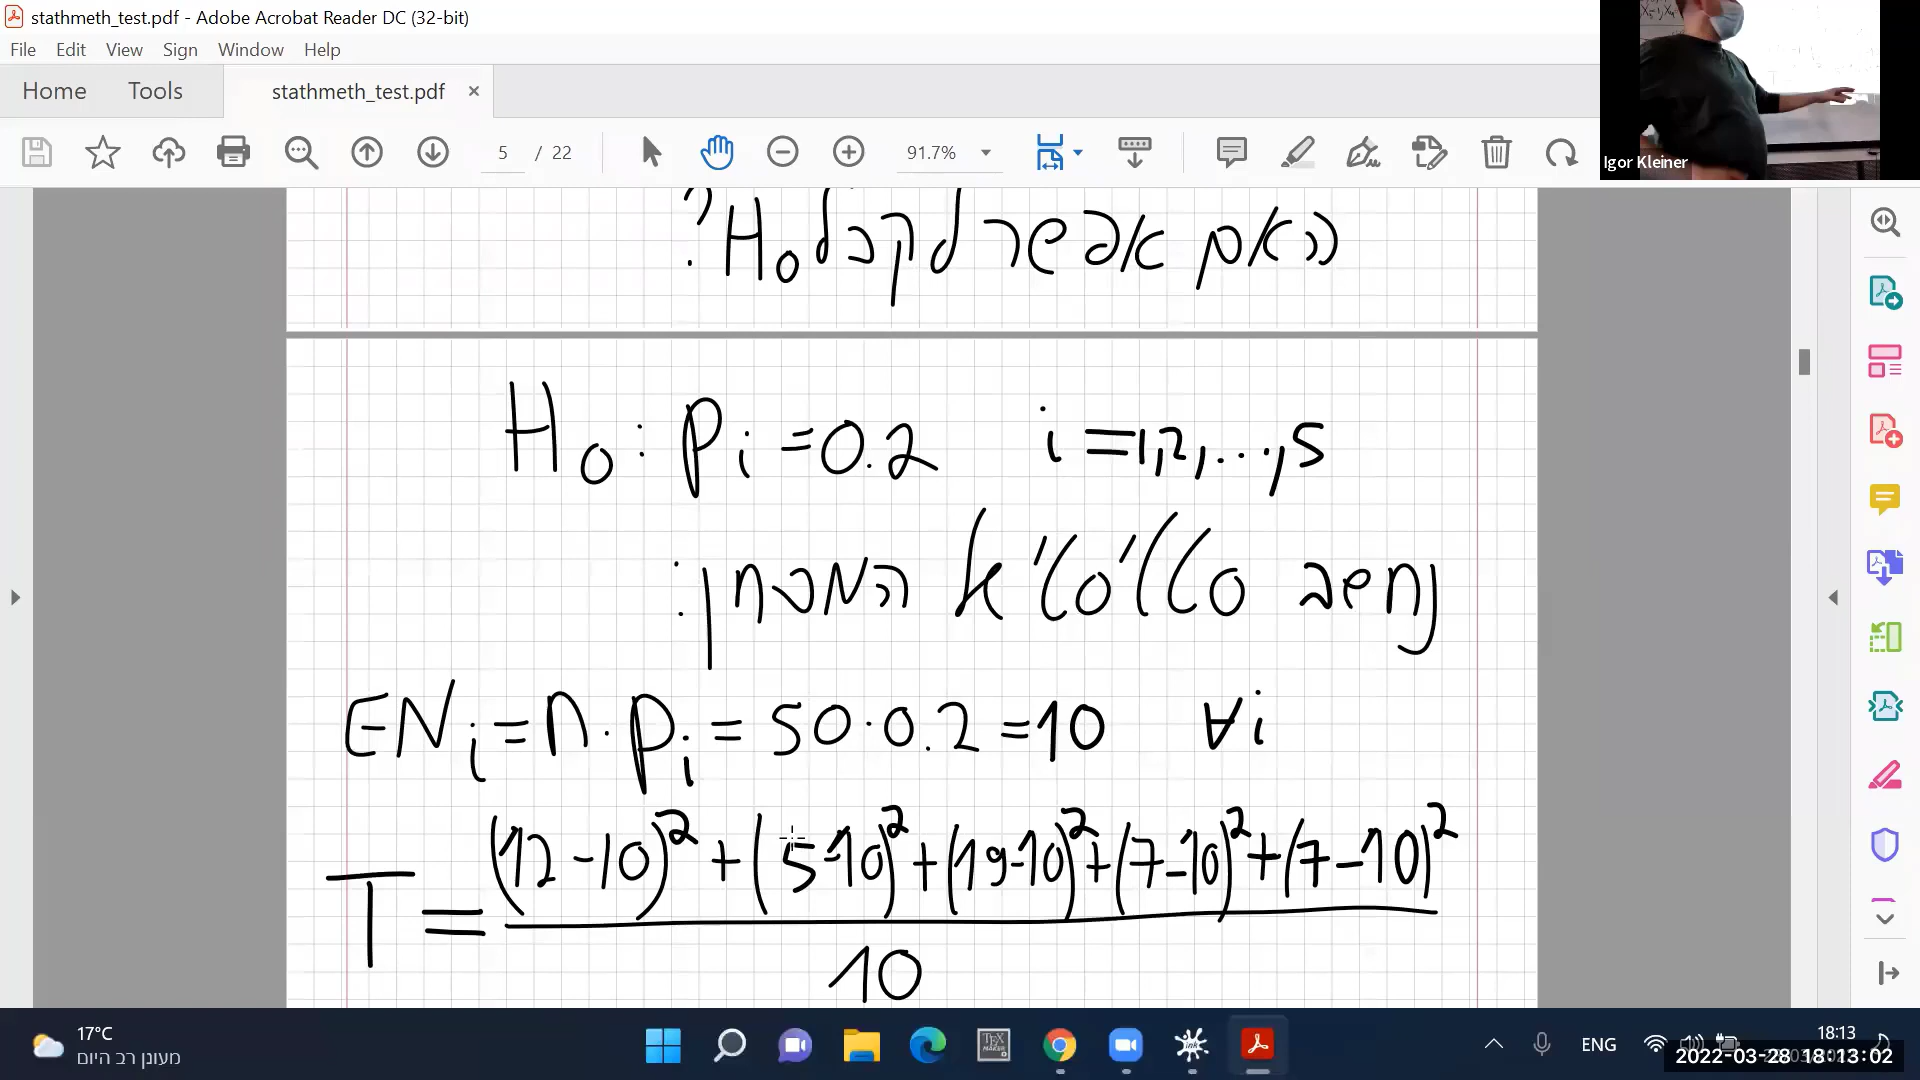 stathmeth_test.pdf - Adobe Acrobat Reader DC (32-bit)
File Edit View Sign Window Help
Home Tools stathmeth_test.pdf ×
5 / 22 91.7%
Igor Kleiner
האם אפשר לקבל H₀?
H₀: pᵢ = 0.2 i = 1,2,...,5
נחשב סטטיסטי של המבחן:
ENᵢ = n · pᵢ = 50 · 0.2 = 10 ∀i
T = ((12-10)² + (5-10)² + (19-10)² + (7-10)² + (7-10)²) / 10
17°C
מעונן רב היום
ENG
18:13
2022-03-28 18:13:02